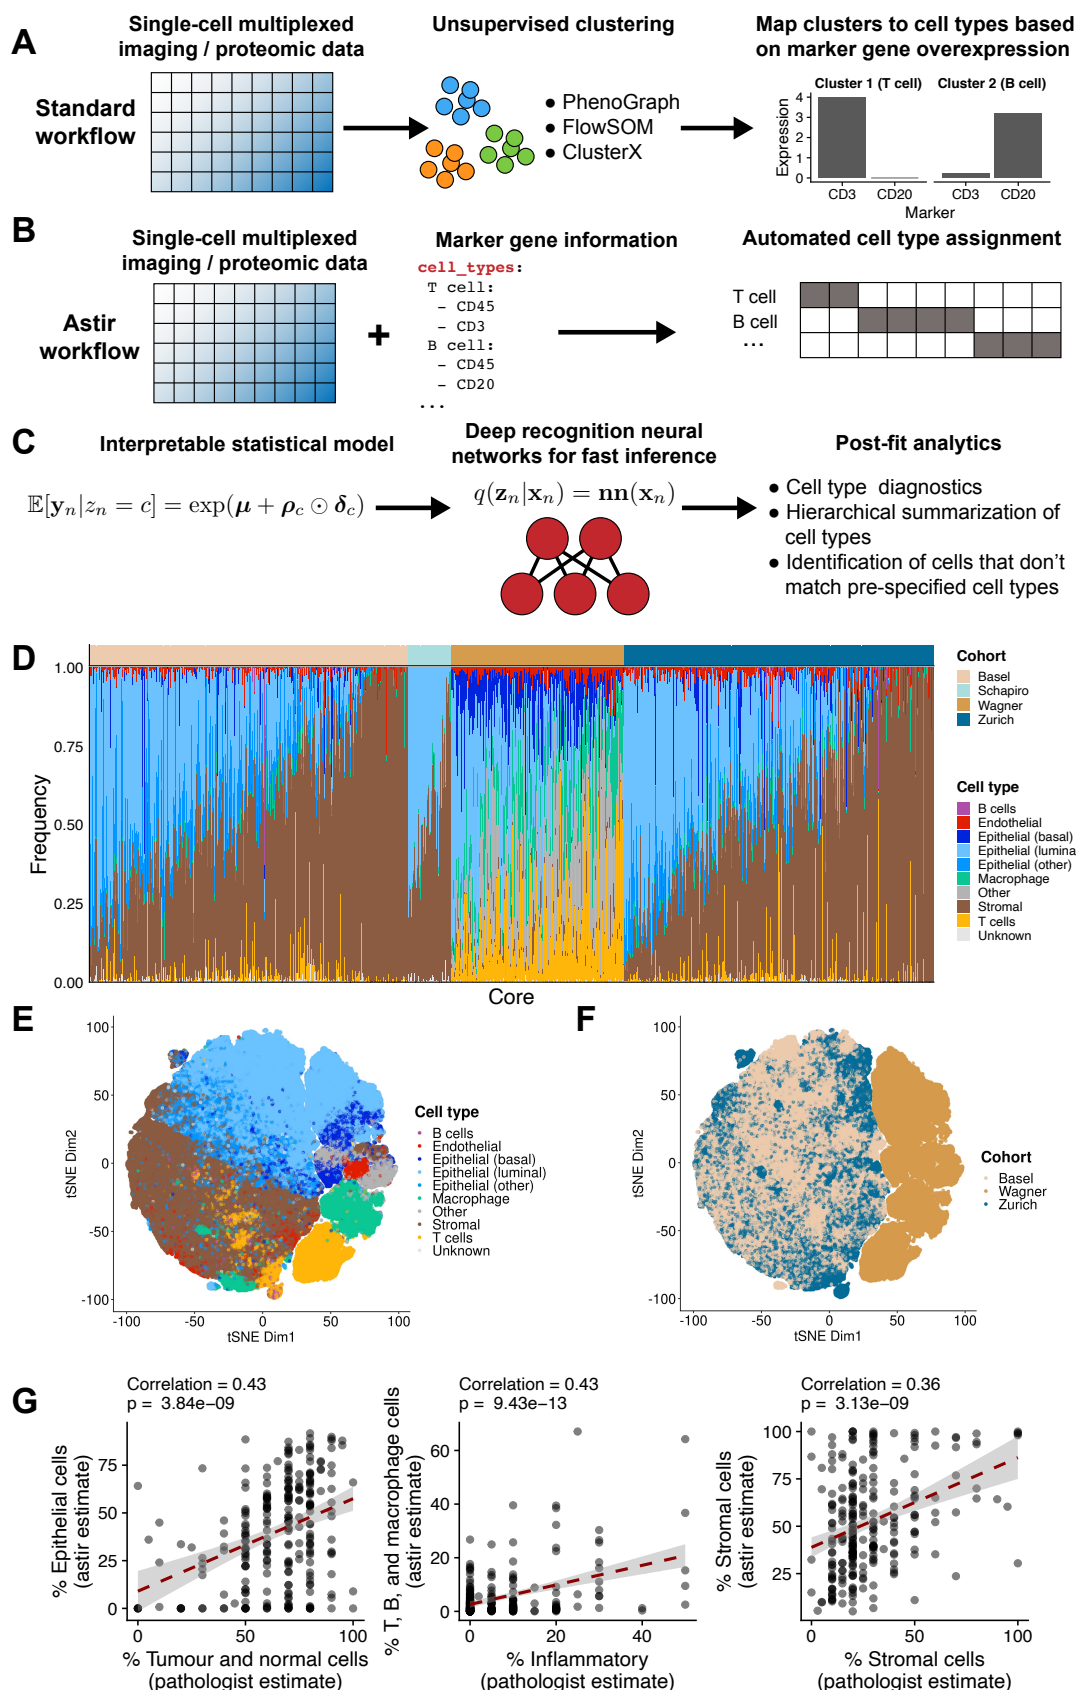 A
Single-cell multiplexed
imaging / proteomic data
Unsupervised clustering
Map clusters to cell types based
on marker gene overexpression
Standard
workflow
● PhenoGraph
● FlowSOM
● ClusterX
Cluster 1 (T cell)
Cluster 2 (B cell)
Expression
4
3
2
1
0
CD3
CD20
CD3
CD20
Marker
B
Single-cell multiplexed
imaging / proteomic data
Marker gene information
Automated cell type assignment
Astir
workflow
+
cell_types:
T cell:
- CD45
- CD3
B cell:
- CD45
- CD20
...
T cell
B cell
...
C
Interpretable statistical model
Deep recognition neural
networks for fast inference
Post-fit analytics
𝔼[yₙ|zₙ = c] = exp(μ + ρ_c ⊙ δ_c)
q(zₙ|xₙ) = nn(xₙ)
● Cell type diagnostics
● Hierarchical summarization of
cell types
● Identification of cells that don't
match pre-specified cell types
D
Frequency
1.00
0.75
0.50
0.25
0.00
Core
Cohort
Basel
Schapiro
Wagner
Zurich
Cell type
B cells
Endothelial
Epithelial (basal)
Epithelial (lumina
Epithelial (other)
Macrophage
Other
Stromal
T cells
Unknown
E
tSNE Dim2
100
50
0
-50
-100
-100
-50
0
50
100
tSNE Dim1
Cell type
B cells
Endothelial
Epithelial (basal)
Epithelial (luminal)
Epithelial (other)
Macrophage
Other
Stromal
T cells
Unknown
F
tSNE Dim2
100
50
0
-50
-100
-100
-50
0
50
100
tSNE Dim1
Cohort
Basel
Wagner
Zurich
G
Correlation = 0.43
p = 3.84e−09
% Epithelial cells
(astir estimate)
75
50
25
0
0
50
100
% Tumour and normal cells
(pathologist estimate)
Correlation = 0.43
p = 9.43e−13
% T, B, and macrophage cells
(astir estimate)
60
40
20
0
0
20
40
% Inflammatory
(pathologist estimate)
Correlation = 0.36
p = 3.13e−09
% Stromal cells
(astir estimate)
100
75
50
25
0
50
100
% Stromal cells
(pathologist estimate)